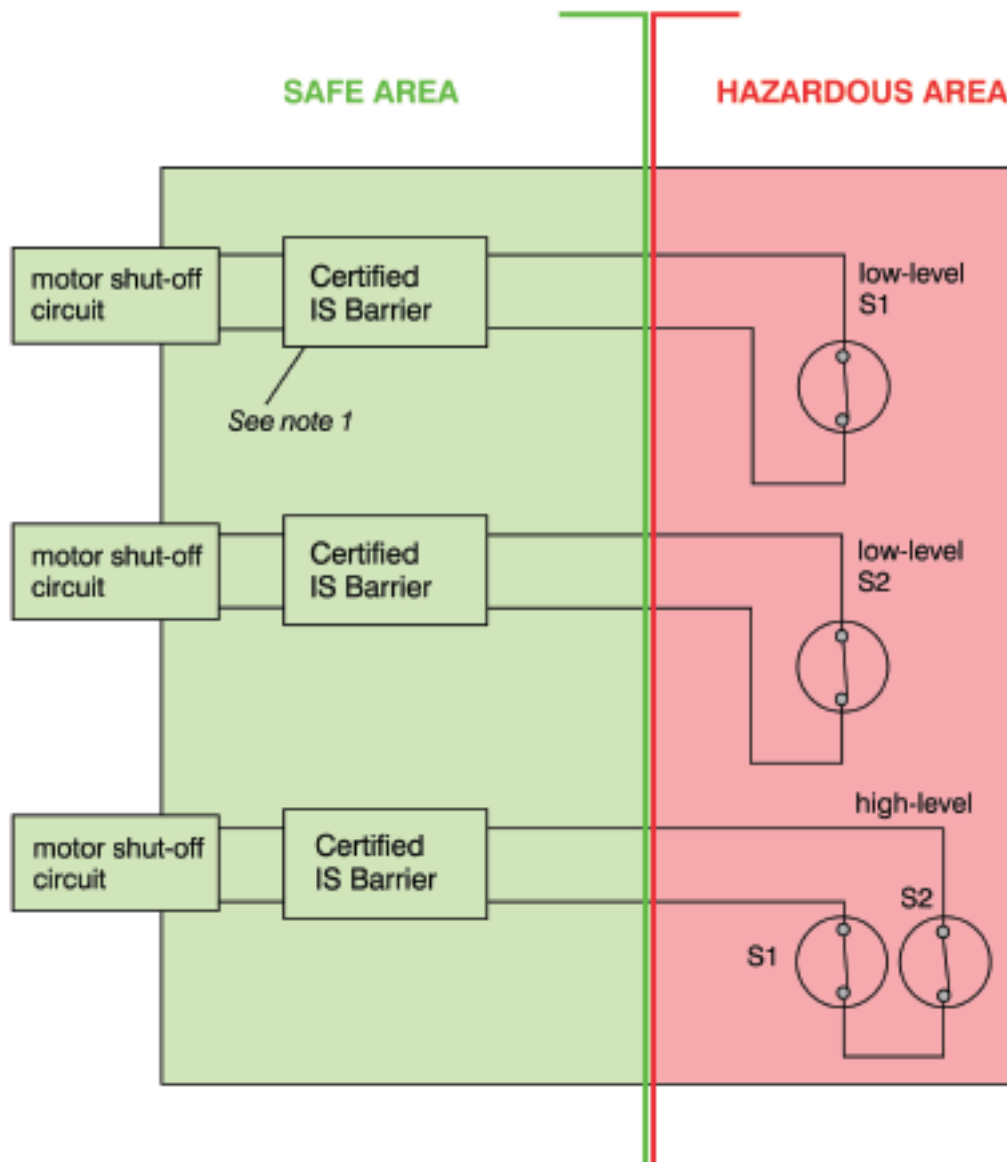 SAFE AREA
HAZARDOUS AREA
motor shut-off
circuit
Certified
IS Barrier
low-level
S1
See note 1
motor shut-off
circuit
Certified
IS Barrier
low-level
S2
high-level
motor shut-off
circuit
Certified
IS Barrier
S2
S1